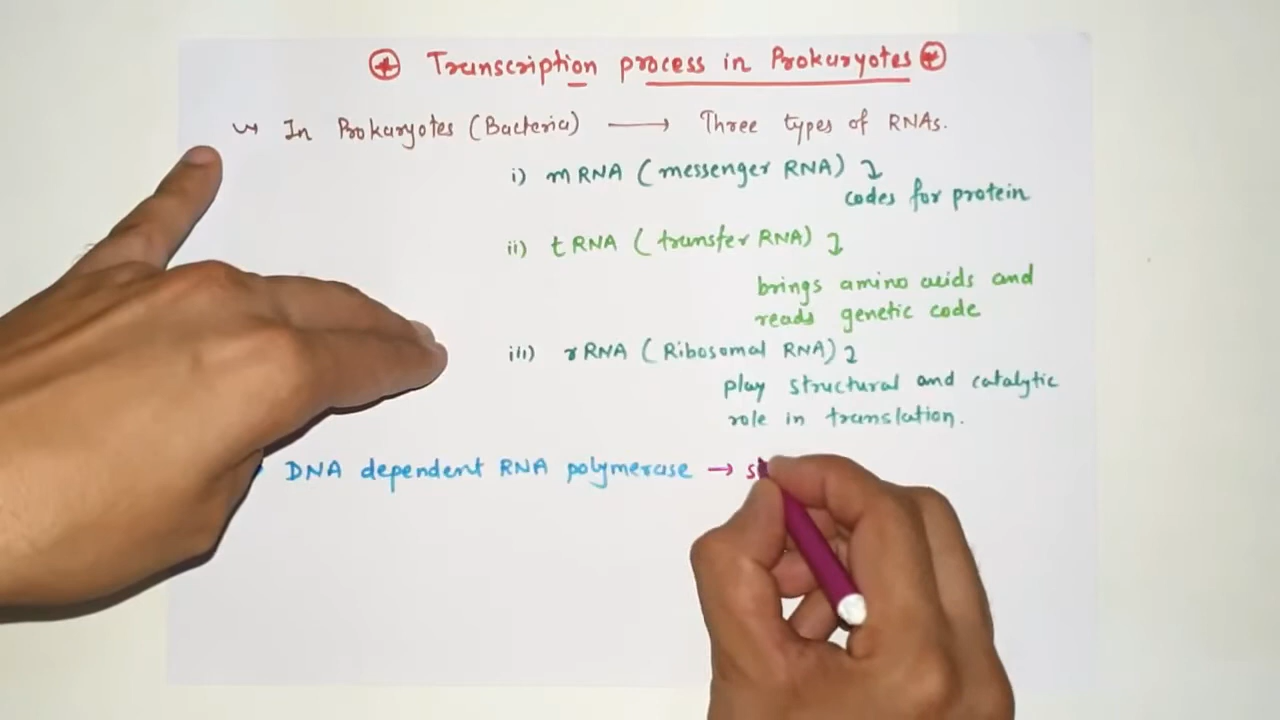 Transcription process in Prokaryotes
In Prokaryotes (Bacteria) → Three types of RNAs.
i) mRNA (messenger RNA)
codes for protein
ii) tRNA (transfer RNA)
brings amino acids and
reads genetic code
iii) rRNA (Ribosomal RNA)
play structural and catalytic
role in translation.
DNA dependent RNA polymerase →